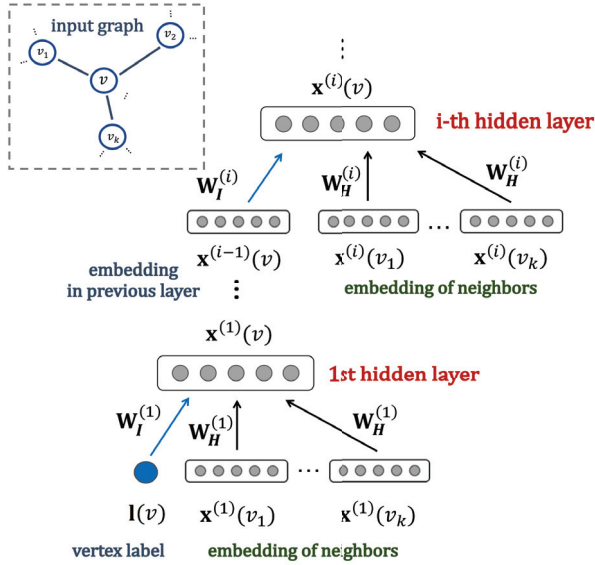 input graph
v₁
v₂
v
vₖ
x⁽ⁱ⁾(v)
i-th hidden layer
W_I⁽ⁱ⁾ W_H⁽ⁱ⁾ W_H⁽ⁱ⁾
...
x⁽ⁱ⁻¹⁾(v) x⁽ⁱ⁾(v₁) x⁽ⁱ⁾(vₖ)
embedding
in previous layer
embedding of neighbors
x⁽¹⁾(v)
1st hidden layer
W_I⁽¹⁾ W_H⁽¹⁾ W_H⁽¹⁾
...
l(v) x⁽¹⁾(v₁) x⁽¹⁾(vₖ)
vertex label embedding of neighbors